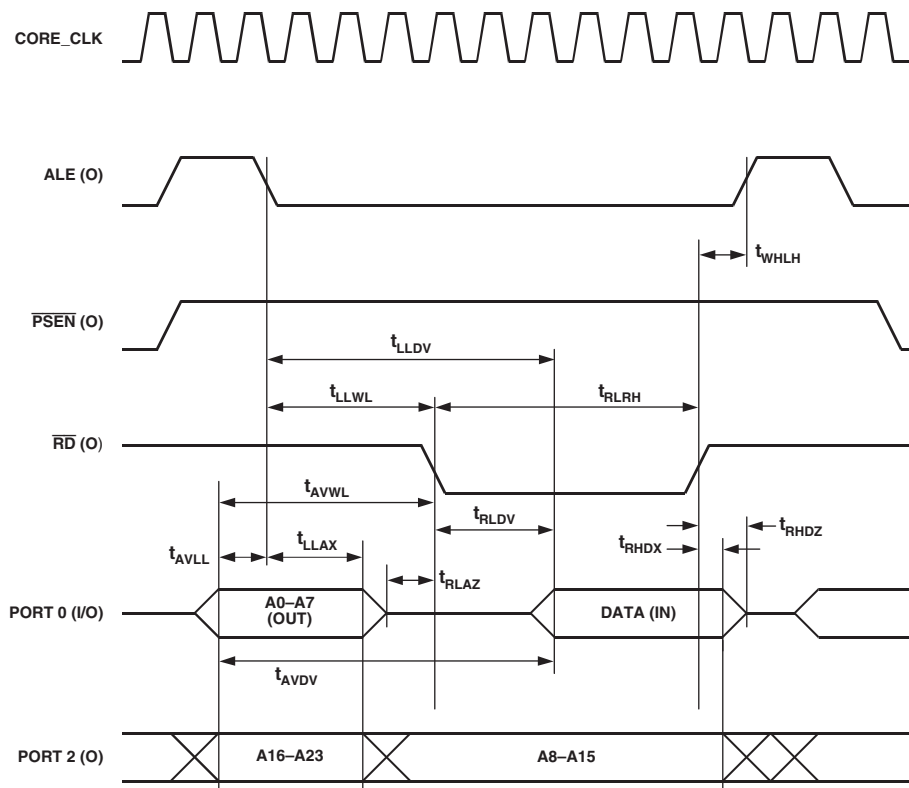 CORE_CLK
ALE (O)
tWHLH
PSEN (O)
tLLDV
tLLWL
tRLRH
RD (O)
tAVWL
tRLDV
tRHDZ
tAVLL
tLLAX
tRHDX
tRLAZ
PORT 0 (I/O)
A0–A7
(OUT)
DATA (IN)
tAVDV
PORT 2 (O)
A16–A23
A8–A15